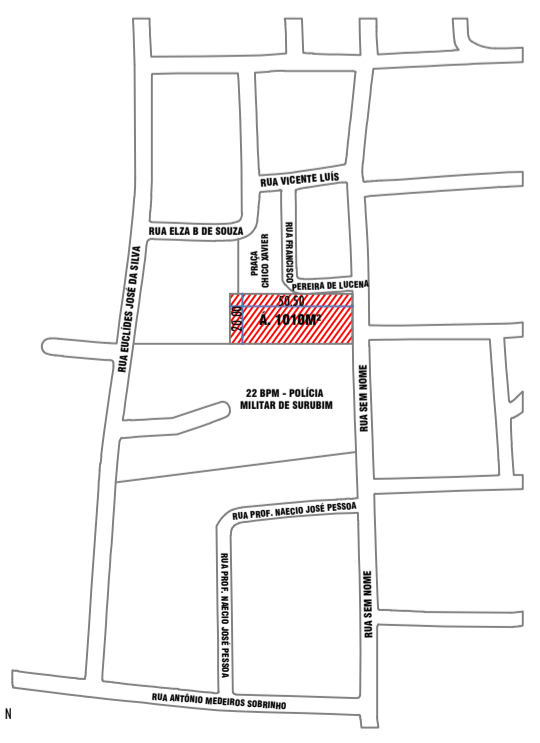 RUA VICENTE LUÍS
RUA ELZA B DE SOUZA
PRAÇA
CHICO XAVIER
RUA FRANCISCO
PEREIRA DE LUCENA
RUA EUCLÍDES JOSÉ DA SILVA
50.50
20.00
Á. 1010M²
22 BPM - POLÍCIA
MILITAR DE SURUBIM
RUA SEM NOME
RUA PROF. NAECIO JOSÉ PESSOA
RUA PROF. NAECIO JOSÉ PESSOA
RUA SEM NOME
RUA ANTÔNIO MEDEIROS SOBRINHO
N